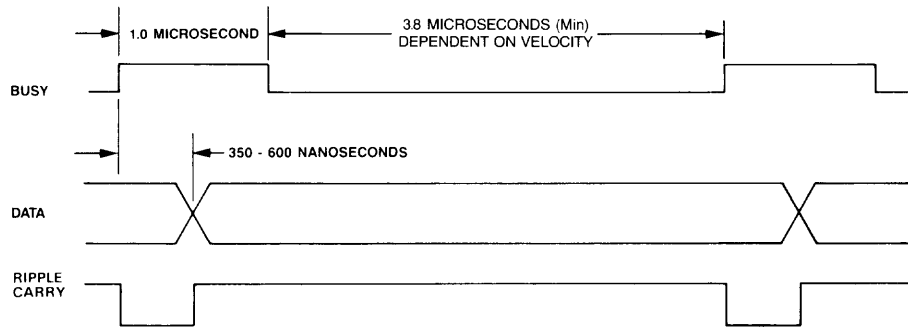 1.0 MICROSECOND
3.8 MICROSECONDS (Min)
DEPENDENT ON VELOCITY
BUSY
350 - 600 NANOSECONDS
DATA
RIPPLE
CARRY